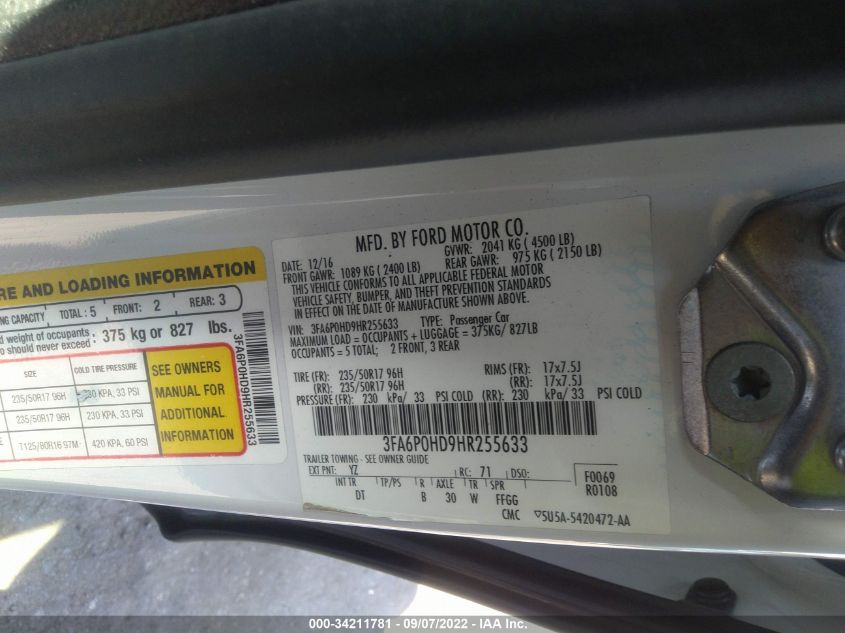 RE AND LOADING INFORMATION
NG CAPACITY TOTAL: 5 FRONT: 2 REAR: 3
d weight of occupants
o should never exceed: 375 kg or 827 lbs.
SIZE COLD TIRE PRESSURE
235/50R17 96H 230 KPA, 33 PSI
235/50R17 96H 230 KPA, 33 PSI
T125/80R16 97M 420 KPA, 60 PSI
SEE OWNERS
MANUAL FOR
ADDITIONAL
INFORMATION
3FA6P0HD9HR255633
MFD. BY FORD MOTOR CO.
DATE: 12/16 GVWR: 2041 KG ( 4500 LB)
FRONT GAWR: 1089 KG ( 2400 LB) REAR GAWR: 975 KG ( 2150 LB)
THIS VEHICLE CONFORMS TO ALL APPLICABLE FEDERAL MOTOR
VEHICLE SAFETY, BUMPER, AND THEFT PREVENTION STANDARDS
IN EFFECT ON THE DATE OF MANUFACTURE SHOWN ABOVE.
VIN: 3FA6P0HD9HR255633 TYPE: Passenger Car
MAXIMUM LOAD = OCCUPANTS + LUGGAGE = 375KG/ 827LB
OCCUPANTS = 5 TOTAL; 2 FRONT, 3 REAR
TIRE (FR): 235/50R17 96H RIMS (FR): 17x7.5J
(RR): 235/50R17 96H (RR): 17x7.5J
PRESSURE (FR): 230 kPa/ 33 PSI COLD (RR): 230 kPa/ 33 PSI COLD
3FA6P0HD9HR255633
TRAILER TOWING - SEE OWNER GUIDE
EXT PNT: YZ RC: 71 DSO:
F0069
R0108
INT TR TP/PS R AXLE TR SPR
DT B 30 W FFGG
CMC ▽5U5A-5420472-AA
000-34211781 - 09/07/2022 - IAA Inc.